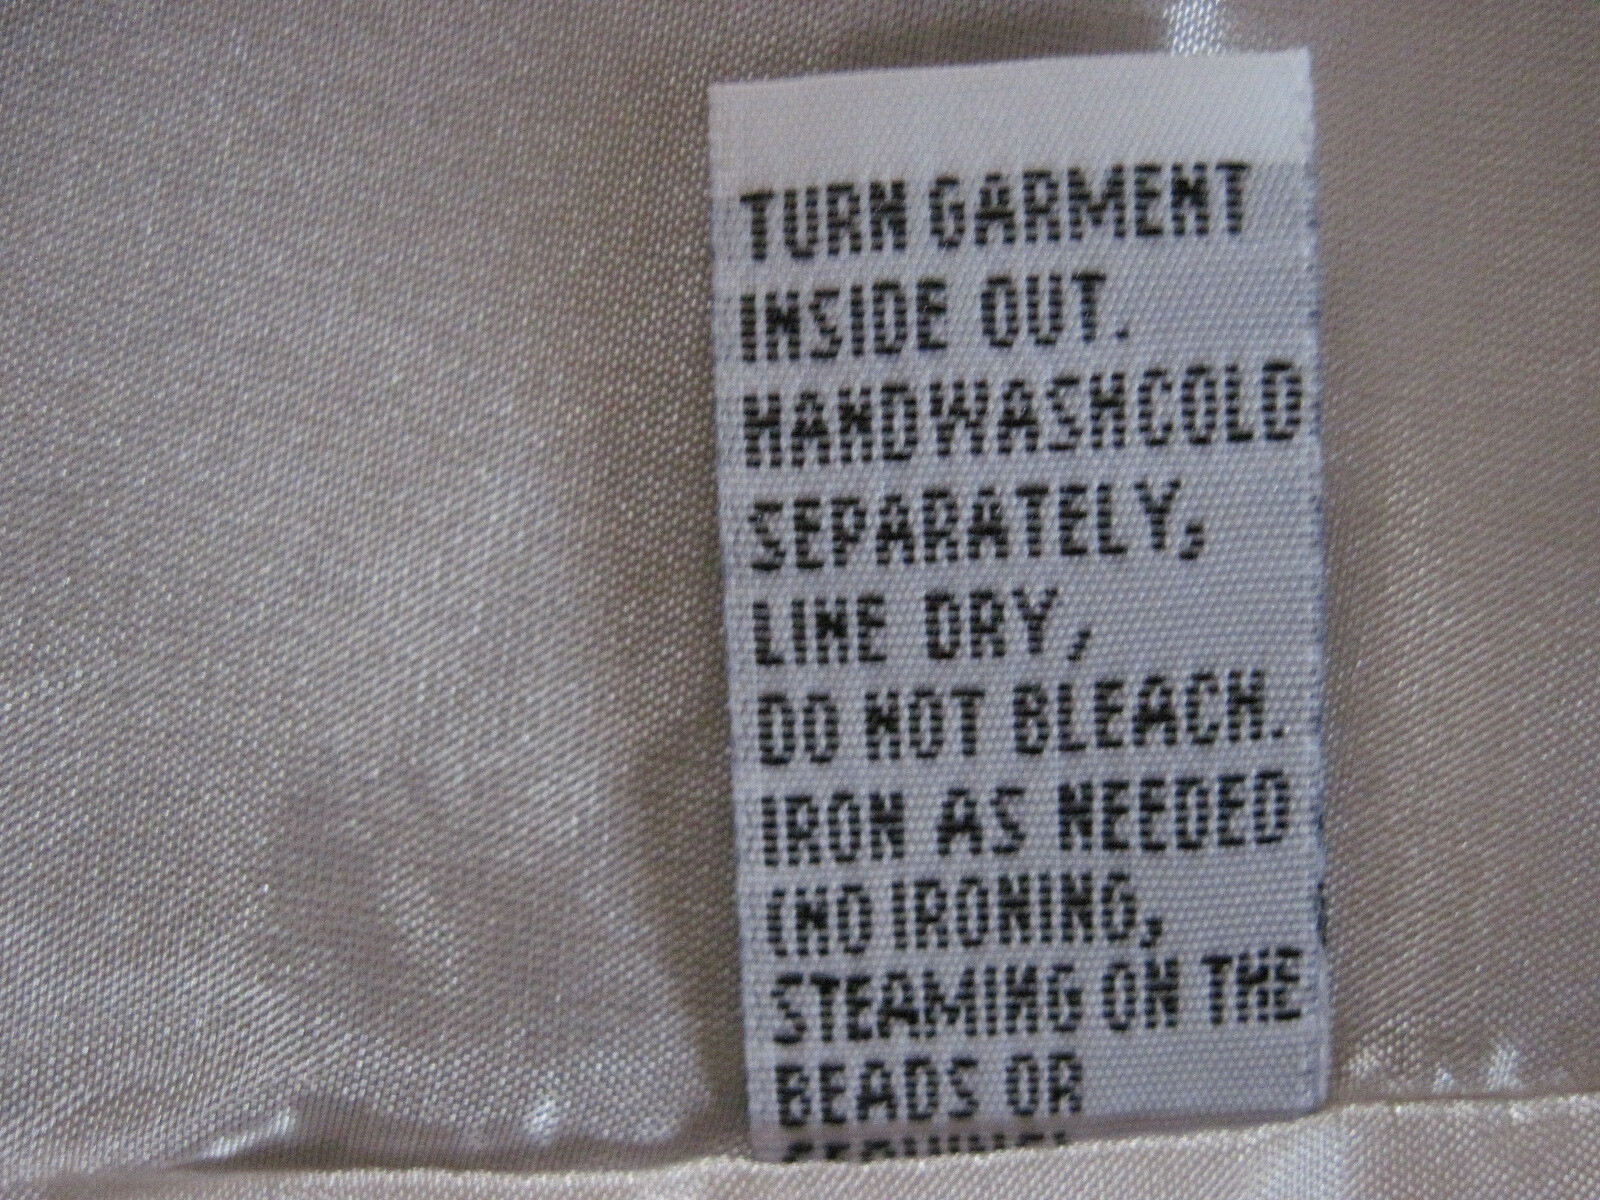 TURN GARMENT
INSIDE OUT.
HANDWASHCOLD
SEPARATELY,
LINE DRY,
DO NOT BLEACH.
IRON AS NEEDED
(NO IRONING,
STEAMING ON THE
BEADS OR